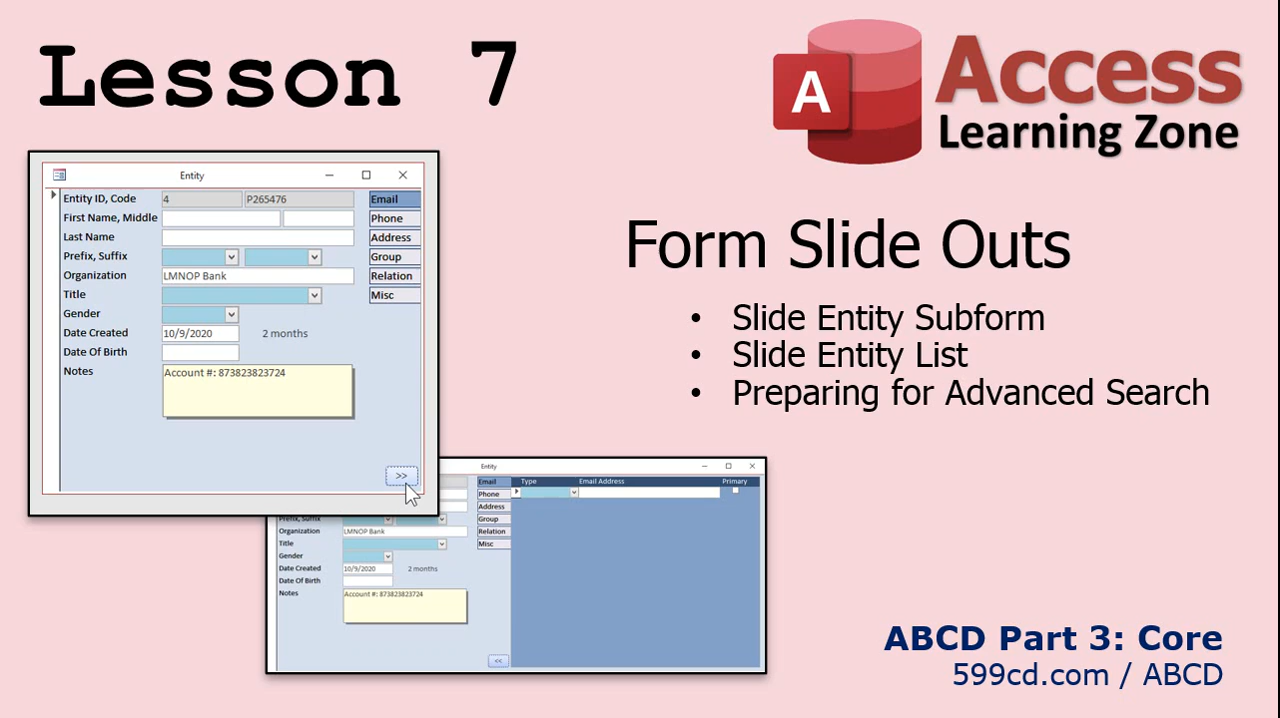 Lesson 7
A
Access
Learning Zone
Entity
Entity ID, Code 4 P265476 Email
First Name, Middle Phone
Last Name Address
Prefix, Suffix Group
Organization LMNOP Bank Relation
Title Misc
Gender
Date Created 10/9/2020 2 months
Date Of Birth
Notes Account #: 873823823724
>>
Form Slide Outs
• Slide Entity Subform
• Slide Entity List
• Preparing for Advanced Search
Entity
Email Type Email Address Primary
Phone
Address
Prefix, Suffix Group
Organization LMNOP Bank Relation
Title Misc
Gender
Date Created 10/9/2020 2 months
Date Of Birth
Notes Account #: 873823823724
<<
ABCD Part 3: Core
599cd.com / ABCD